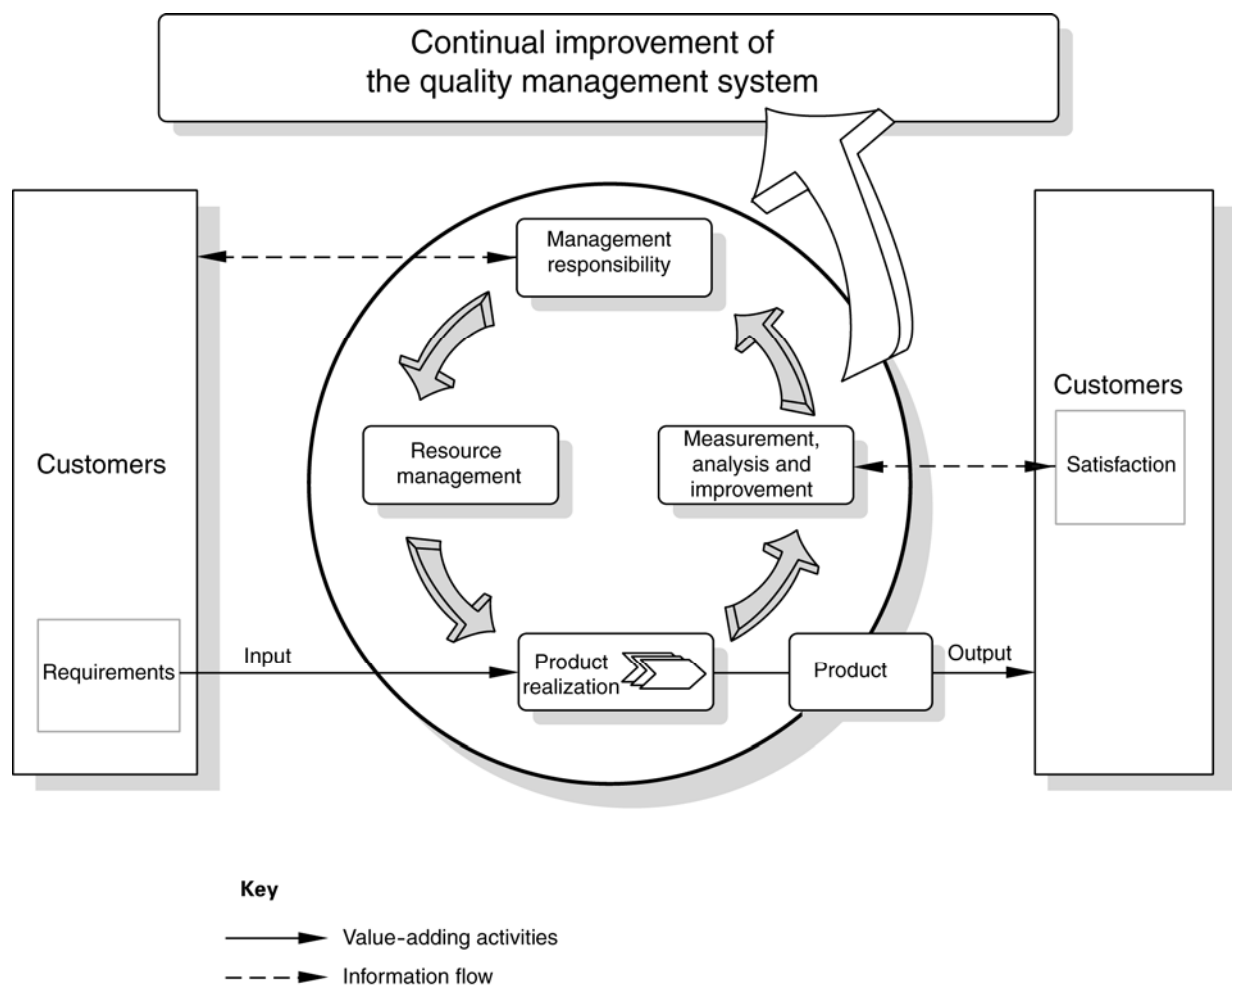 Continual improvement of
the quality management system
Management
responsibility
Customers
Customers
Resource
management
Measurement,
analysis and
improvement
Satisfaction
Requirements
Input
Product
realization
Product
Output
Key
Value-adding activities
Information flow